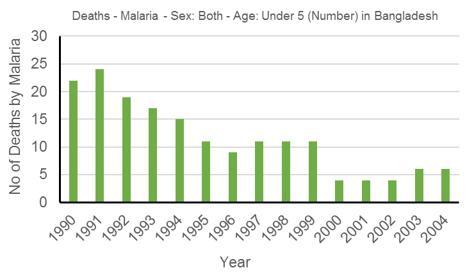 Deaths - Malaria - Sex: Both - Age: Under 5 (Number) in Bangladesh
No of Deaths by Malaria
30
25
20
15
10
5
0
1990 1991 1992 1993 1994 1995 1996 1997 1998 1999 2000 2001 2002 2003 2004
Year